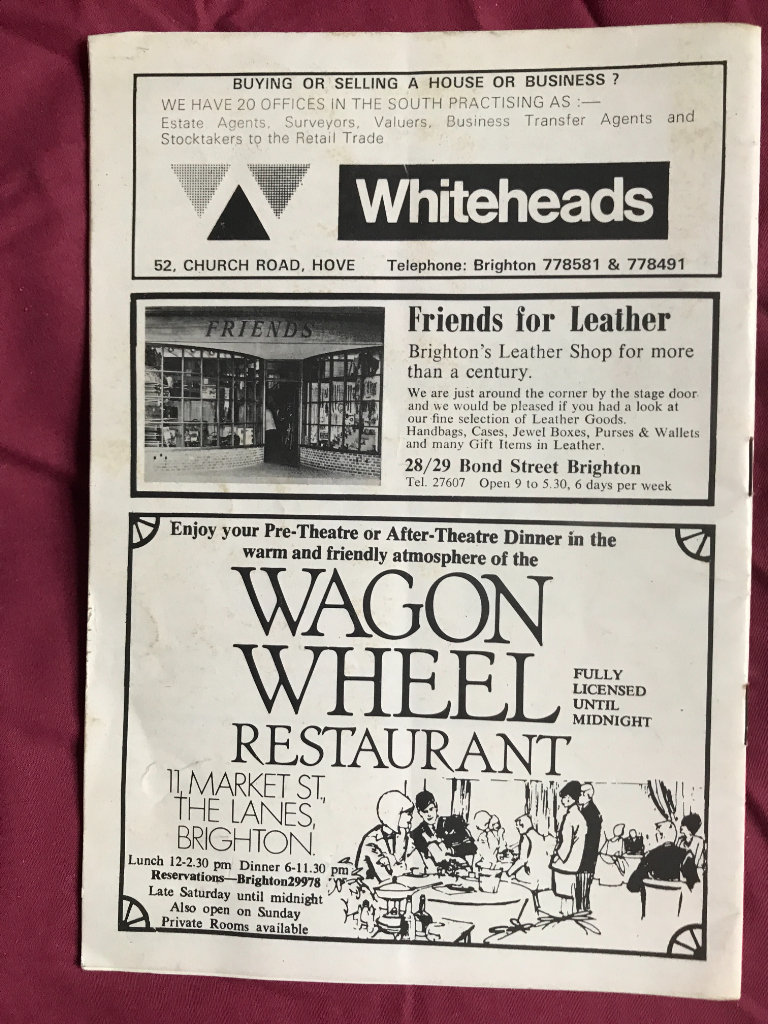 BUYING OR SELLING A HOUSE OR BUSINESS ?
WE HAVE 20 OFFICES IN THE SOUTH PRACTISING AS :—
Estate Agents, Surveyors, Valuers, Business Transfer Agents and
Stocktakers to the Retail Trade
Whiteheads
52, CHURCH ROAD, HOVE Telephone: Brighton 778581 & 778491
FRIENDS
Friends for Leather
Brighton's Leather Shop for more
than a century.
We are just around the corner by the stage door
and we would be pleased if you had a look at
our fine selection of Leather Goods.
Handbags, Cases, Jewel Boxes, Purses & Wallets
and many Gift Items in Leather.
28/29 Bond Street Brighton
Tel. 27607 Open 9 to 5.30, 6 days per week
Enjoy your Pre-Theatre or After-Theatre Dinner in the
warm and friendly atmosphere of the
WAGON
WHEEL
RESTAURANT
FULLY
LICENSED
UNTIL
MIDNIGHT
11, MARKET ST.,
THE LANES,
BRIGHTON.
Lunch 12-2.30 pm Dinner 6-11.30 pm
Reservations—Brighton29978
Late Saturday until midnight
Also open on Sunday
Private Rooms available